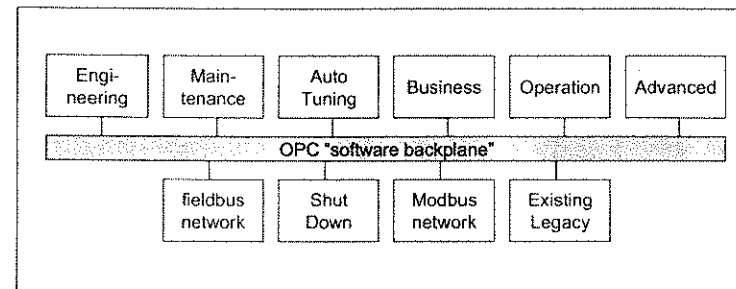 Engi-
neering
Main-
tenance
Auto
Tuning
Business
Operation
Advanced
OPC "software backplane"
fieldbus
network
Shut
Down
Modbus
network
Existing
Legacy